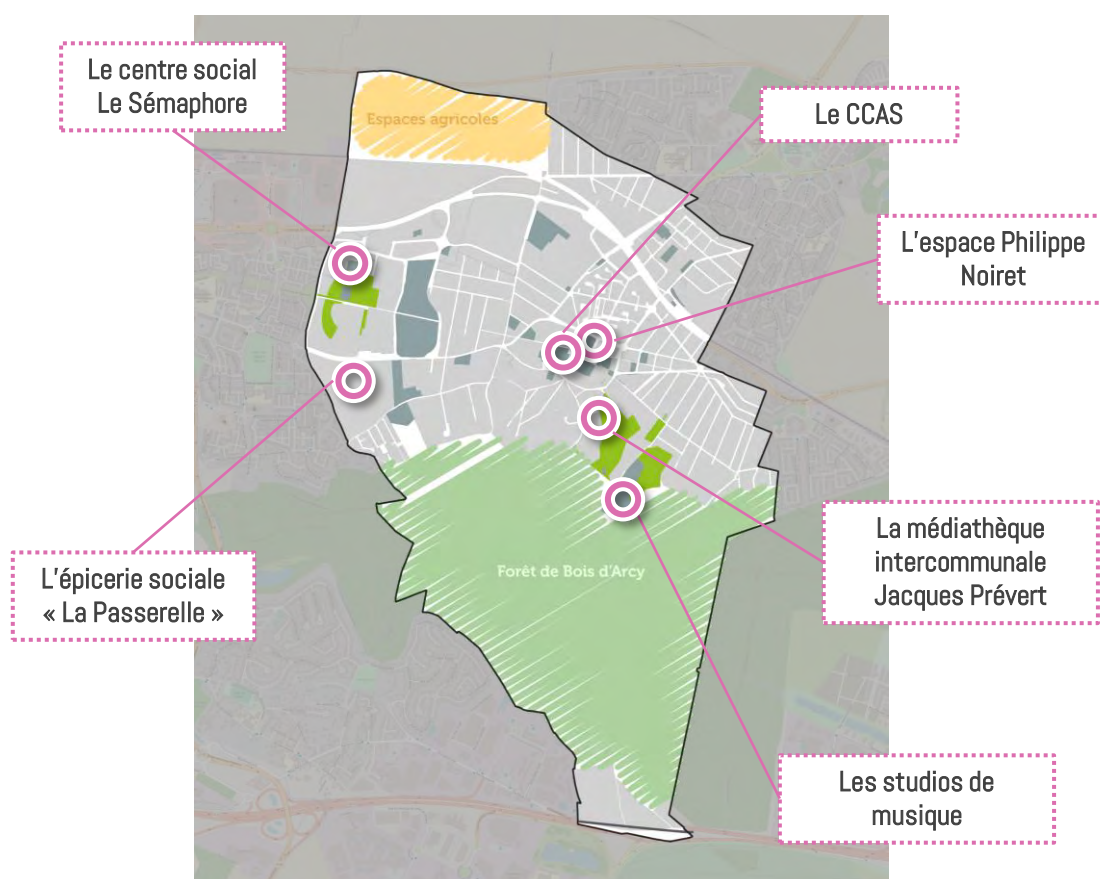 Le centre social
Le Sémaphore
Espaces agricoles
Le CCAS
L'espace Philippe
Noiret
L'épicerie sociale
« La Passerelle »
Forêt de Bois d'Arcy
La médiathèque
intercommunale
Jacques Prévert
Les studios de
musique